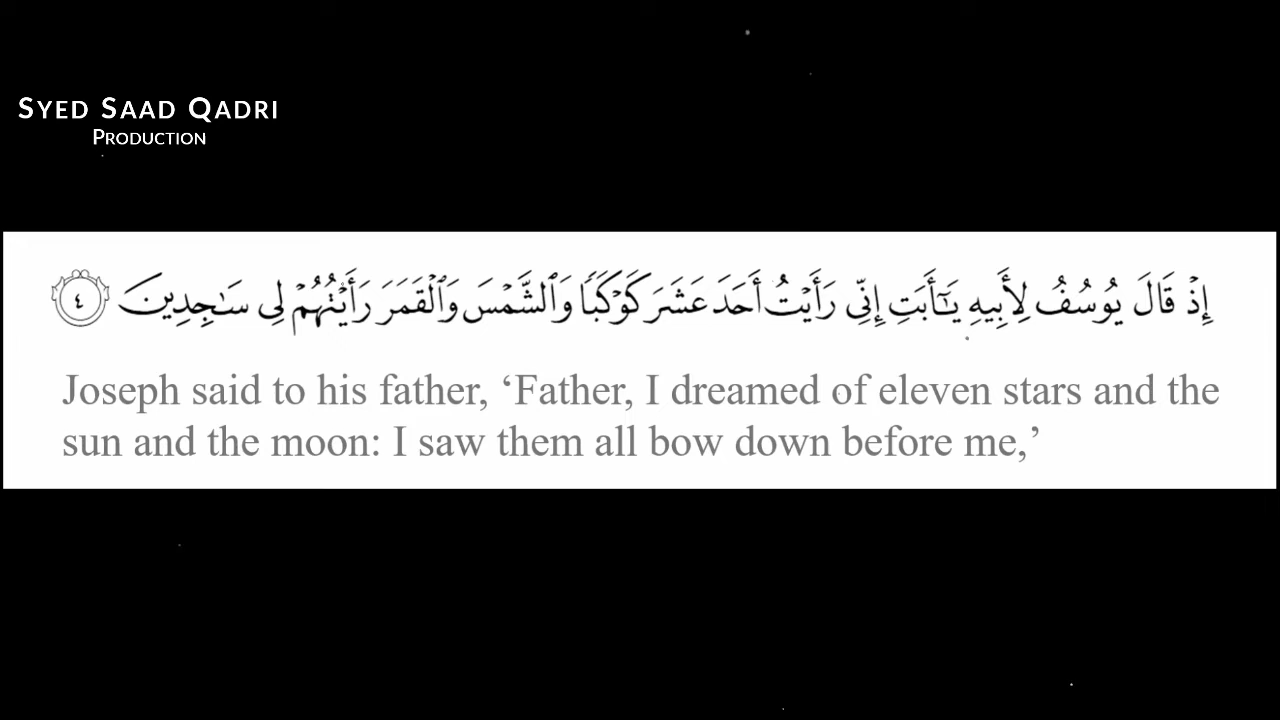 SYED SAAD QADRI
PRODUCTION
إِذْ قَالَ يُوسُفُ لِأَبِيهِ يَـٰٓأَبَتِ إِنِّى رَأَيْتُ أَحَدَ عَشَرَ كَوْكَبًا وَٱلشَّمْسَ وَٱلْقَمَرَ رَأَيْتُهُمْ لِى سَـٰجِدِينَ ٤
Joseph said to his father, ‘Father, I dreamed of eleven stars and the
sun and the moon: I saw them all bow down before me,’